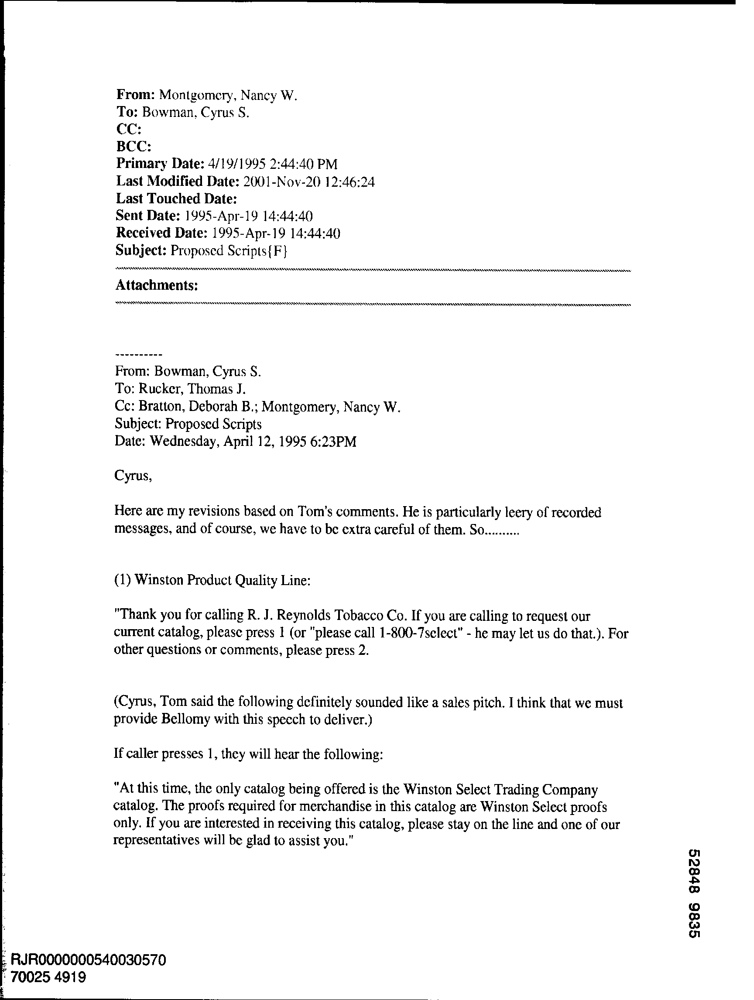 From: Montgomery, Nancy W.
To: Bowman, Cyrus S.
CC:
BCC:
Primary Date: 4/19/1995 2:44:40 PM
Last Modified Date: 2001-Nov-20 12:46:24
Last Touched Date:
Sent Date: 1995-Apr-19 14:44:40
Received Date: 1995-Apr-19 14:44:40
Subject: Proposed Scripts{F}
Attachments:
----------
From: Bowman, Cyrus S.
To: Rucker, Thomas J.
Cc: Bratton, Deborah B.; Montgomery, Nancy W.
Subject: Proposed Scripts
Date: Wednesday, April 12, 1995 6:23PM
Cyrus,
Here are my revisions based on Tom's comments. He is particularly leery of recorded
messages, and of course, we have to be extra careful of them. So..........
(1) Winston Product Quality Line:
"Thank you for calling R. J. Reynolds Tobacco Co. If you are calling to request our
current catalog, please press 1 (or "please call 1-800-7select" - he may let us do that.). For
other questions or comments, please press 2.
(Cyrus, Tom said the following definitely sounded like a sales pitch. I think that we must
provide Bellomy with this speech to deliver.)
If caller presses 1, they will hear the following:
"At this time, the only catalog being offered is the Winston Select Trading Company
catalog. The proofs required for merchandise in this catalog are Winston Select proofs
only. If you are interested in receiving this catalog, please stay on the line and one of our
representatives will be glad to assist you."
52848 9835
RJR0000000540030570
70025 4919